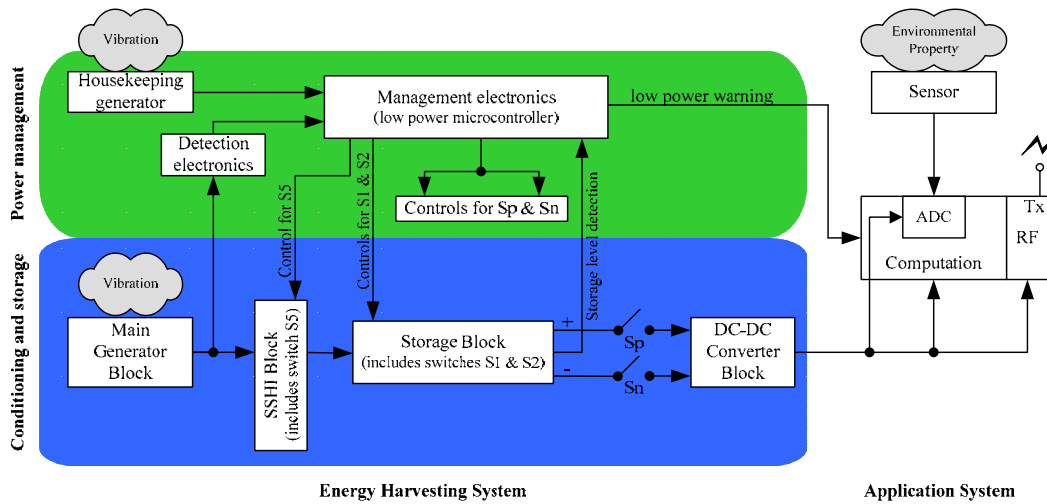 Power management
Conditioning and storage
Vibration
Housekeeping
generator
Detection
electronics
Management electronics
(low power microcontroller)
low power warning
Control for S5
Controls for S1 & S2
Controls for Sp & Sn
Storage level detection
Vibration
Main
Generator
Block
SSHI Block
(includes switch S5)
Storage Block
(includes switches S1 & S2)
+
-
Sp
Sn
DC-DC
Converter
Block
Environmental
Property
Sensor
ADC
Computation
Tx
RF
Energy Harvesting System
Application System